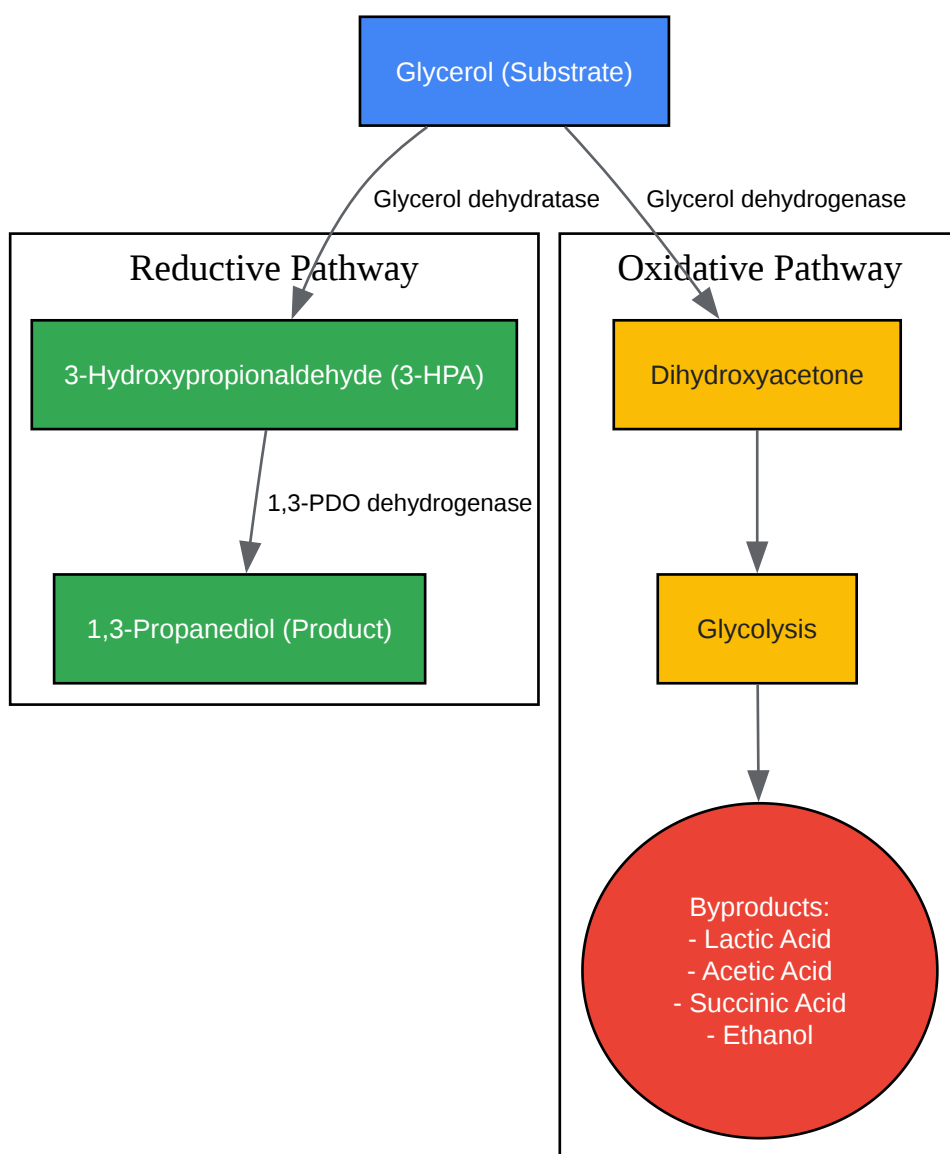 Glycerol (Substrate)
Glycerol dehydratase
Glycerol dehydrogenase
Reductive Pathway
Oxidative Pathway
3-Hydroxypropionaldehyde (3-HPA)
Dihydroxyacetone
1,3-PDO dehydrogenase
1,3-Propanediol (Product)
Glycolysis
Byproducts:
- Lactic Acid
- Acetic Acid
- Succinic Acid
- Ethanol